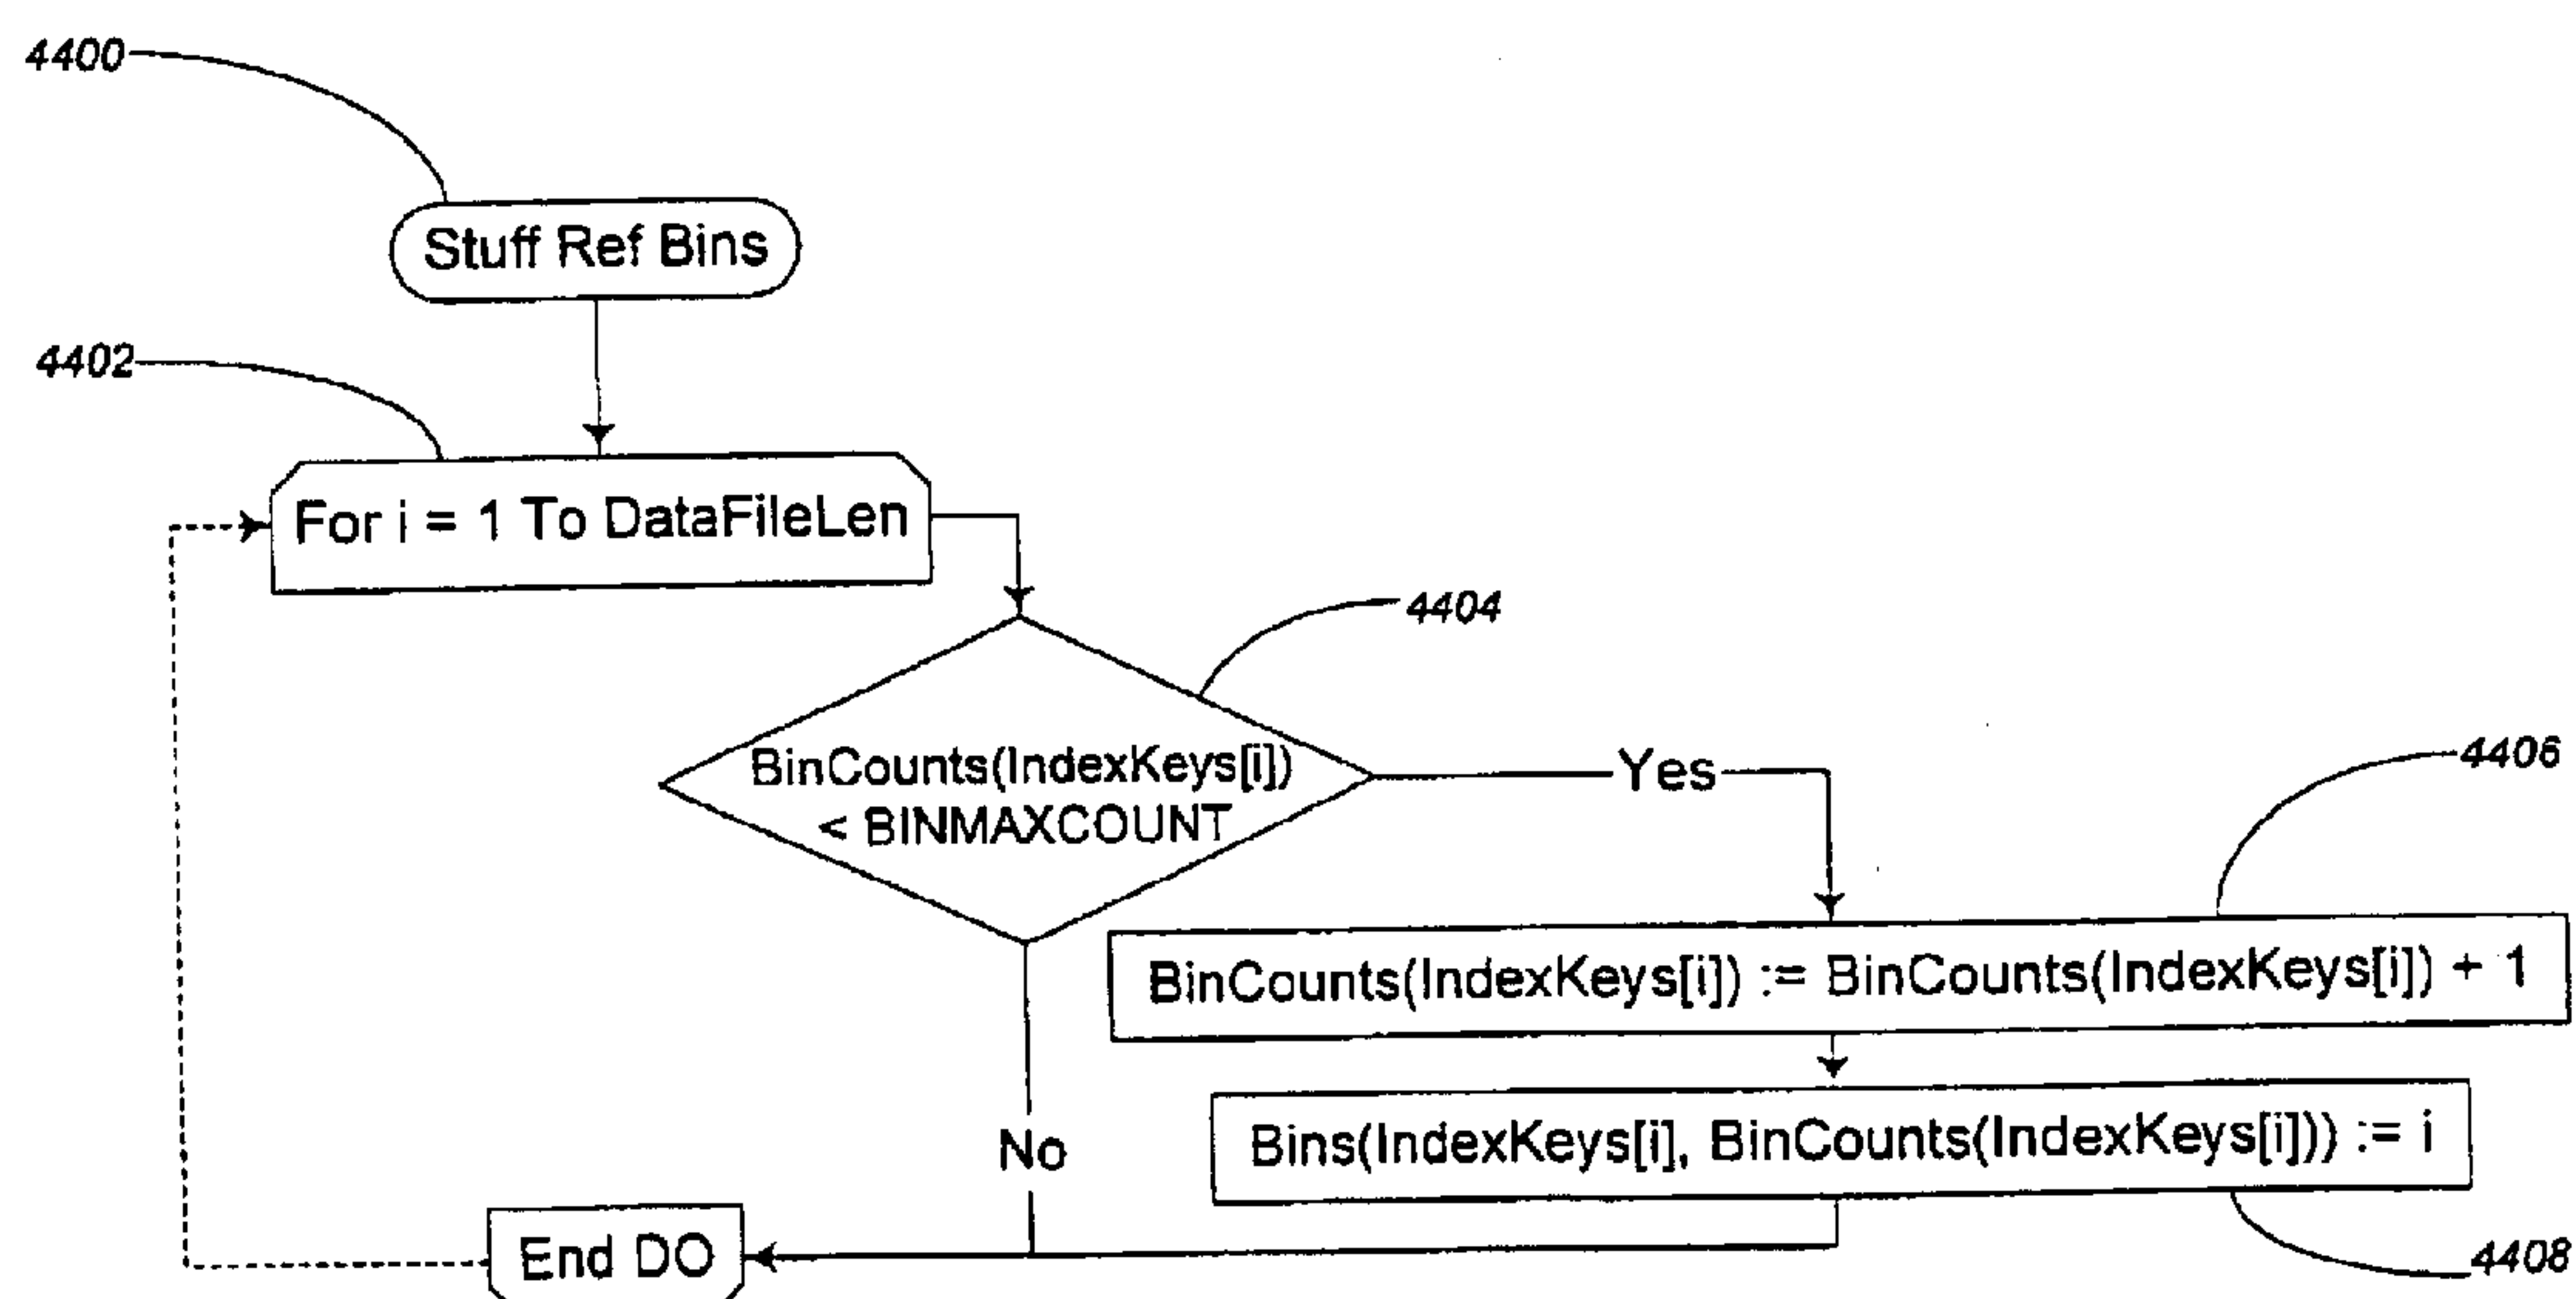 4400
Stuff Ref Bins
4402
For i = 1 To DataFileLen
4404
BinCounts(IndexKeys[i])
< BINMAXCOUNT
Yes
4406
BinCounts(IndexKeys[i]) := BinCounts(IndexKeys[i]) + 1
No
Bins(IndexKeys[i], BinCounts(IndexKeys[i])) := i
End DO
4408